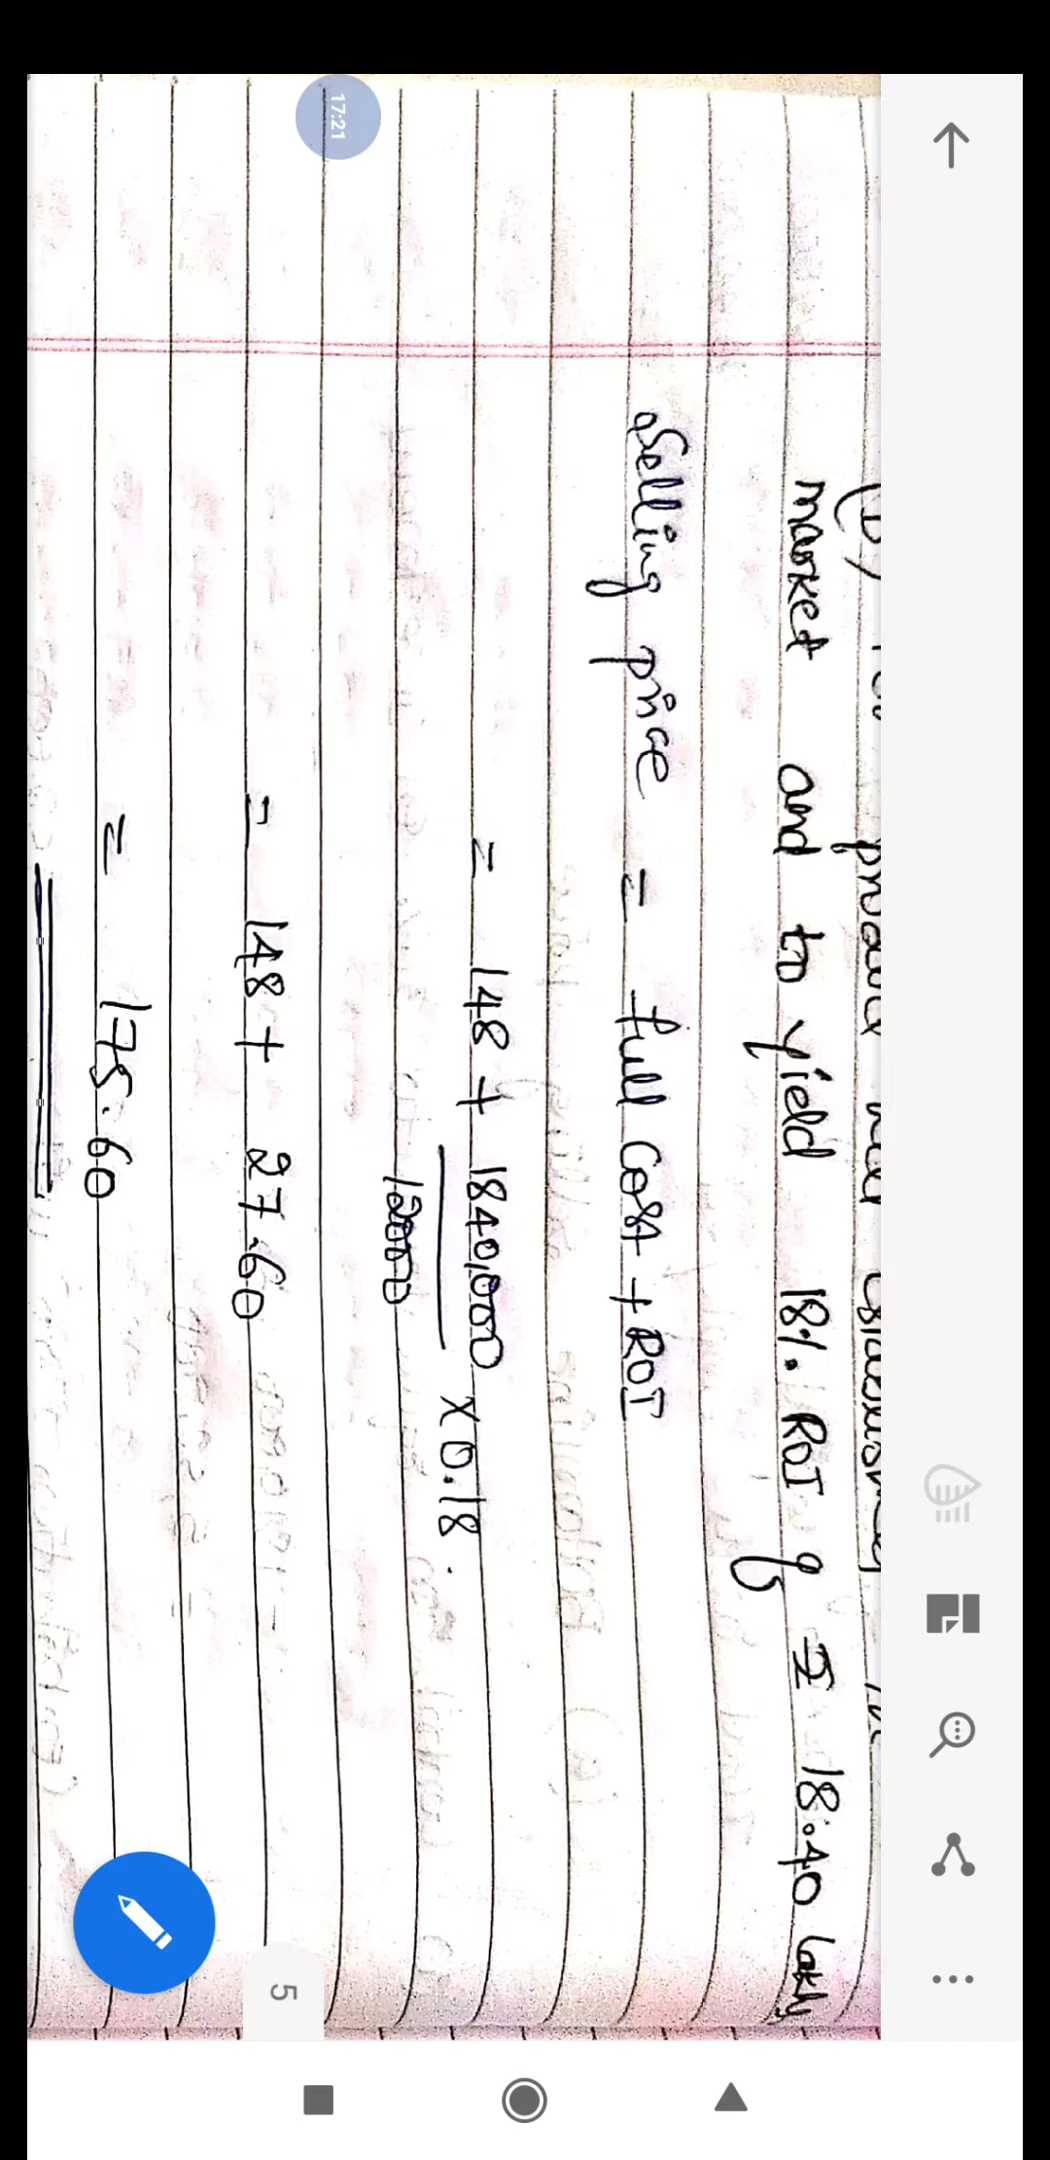 market and to yield 18%. ROI of I 18.40 lakhs
Selling price = full cost + ROI
= 148 + 1840,000 x 0.18.
12000
= 148 + 27.60
= 175.60
17:21
5